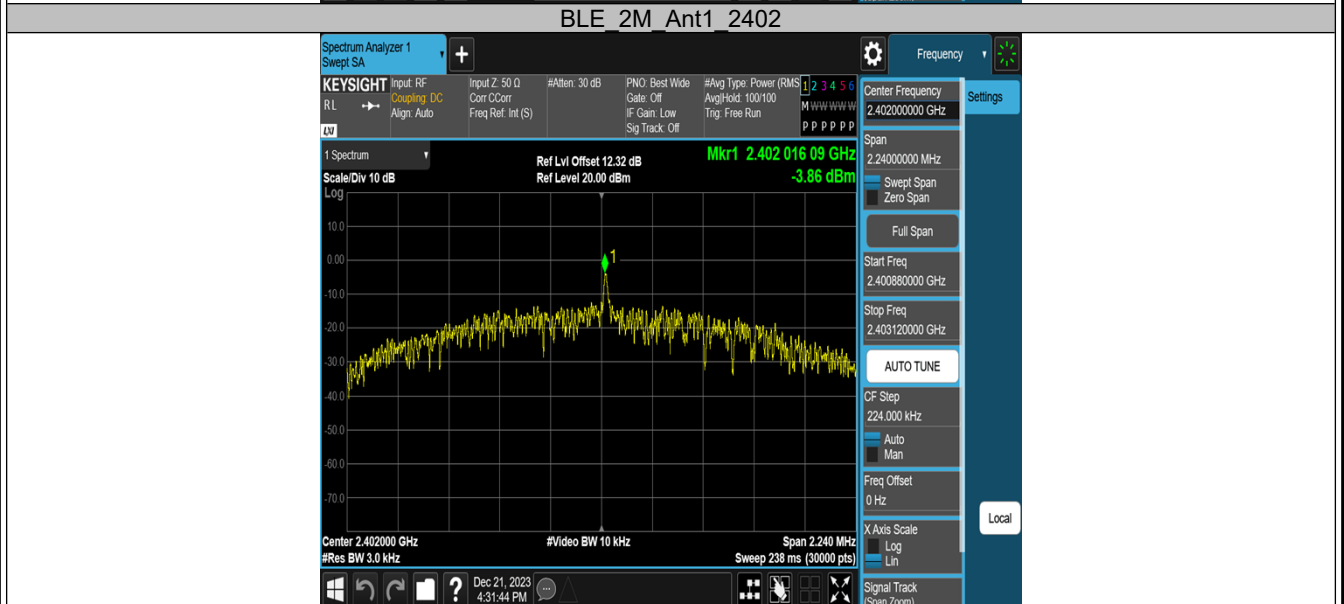 BLE_2M_Ant1_2402
Spectrum Analyzer 1
Swept SA
+
Frequency
KEYSIGHT
RL
LXI
Input: RF
Coupling: DC
Align: Auto
Input Z: 50 Ω
Corr CCorr
Freq Ref: Int (S)
#Atten: 30 dB
PNO: Best Wide
Gate: Off
IF Gain: Low
Sig Track: Off
#Avg Type: Power (RMS
Avg|Hold: 100/100
Trig: Free Run
1 2 3 4 5 6
M W W W W W
P P P P P P
Center Frequency
2.402000000 GHz
Settings
Span
2.24000000 MHz
Swept Span
Zero Span
Full Span
Start Freq
2.400880000 GHz
Stop Freq
2.403120000 GHz
AUTO TUNE
CF Step
224.000 kHz
Auto
Man
Freq Offset
0 Hz
X Axis Scale
Log
Lin
Local
Signal Track
(Span Zoom)
1 Spectrum
Scale/Div 10 dB
Log
Ref Lvl Offset 12.32 dB
Ref Level 20.00 dBm
Mkr1 2.402 016 09 GHz
-3.86 dBm
1
10.0
0.00
-10.0
-20.0
-30.0
-40.0
-50.0
-60.0
-70.0
Center 2.402000 GHz
#Res BW 3.0 kHz
#Video BW 10 kHz
Span 2.240 MHz
Sweep 238 ms (30000 pts)
?
Dec 21, 2023
4:31:44 PM